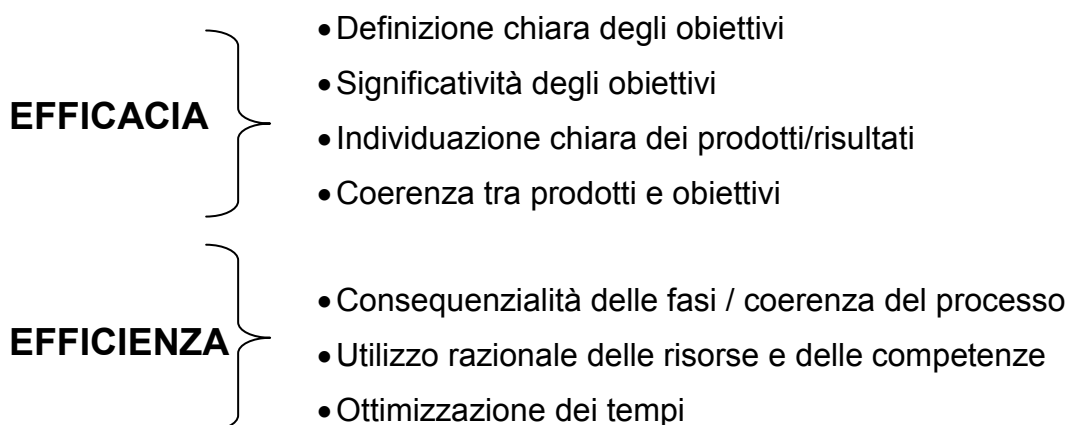 • Definizione chiara degli obiettivi
• Significatività degli obiettivi
EFFICACIA
• Individuazione chiara dei prodotti/risultati
• Coerenza tra prodotti e obiettivi
• Consequenzialità delle fasi / coerenza del processo
EFFICIENZA
• Utilizzo razionale delle risorse e delle competenze
• Ottimizzazione dei tempi